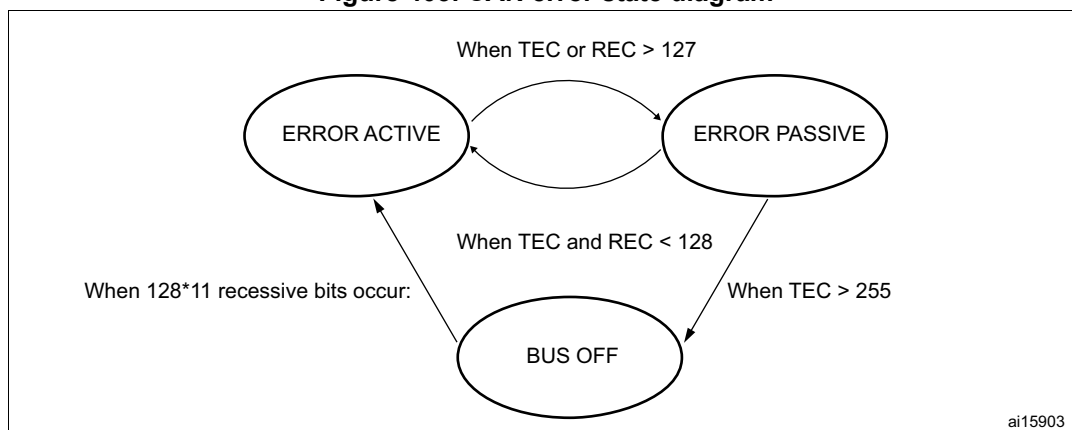 When TEC or REC > 127
ERROR ACTIVE
ERROR PASSIVE
When TEC and REC < 128
When 128*11 recessive bits occur:
When TEC > 255
BUS OFF
ai15903